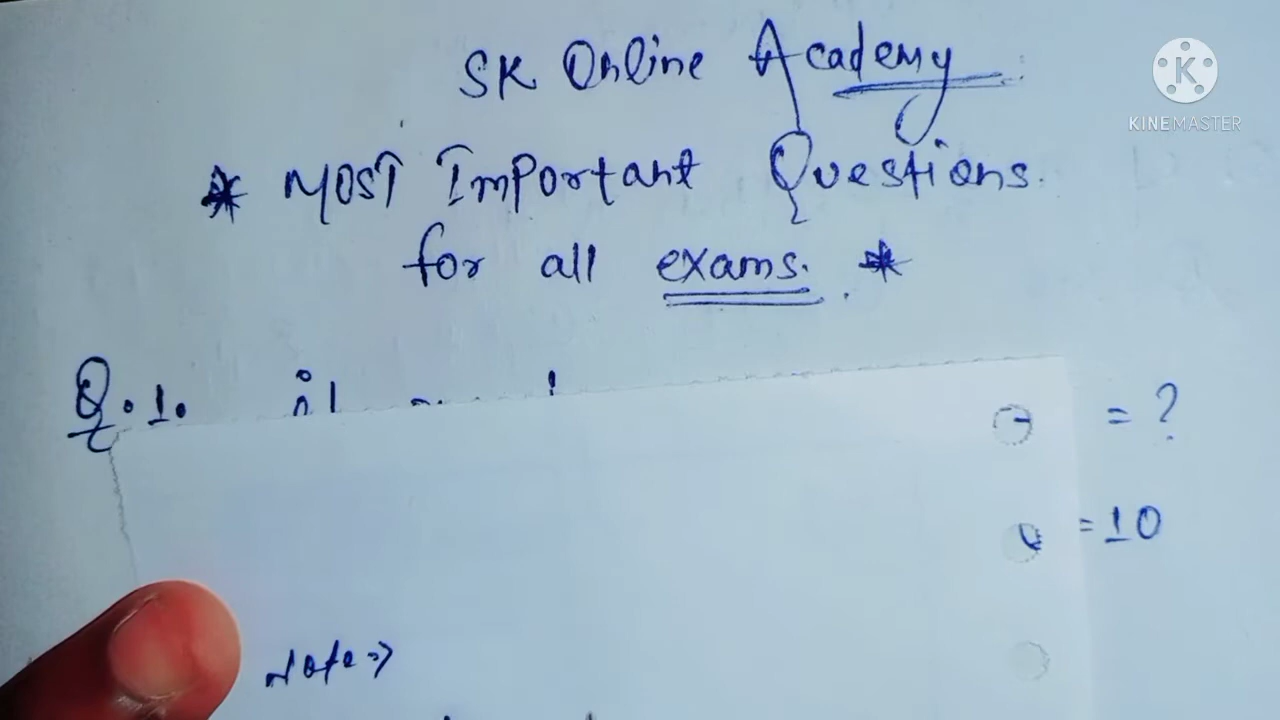 SK Online Academy
KINEMASTER
* MOST Important Questions.
for all exams. *
Q.1. = ?
= 10
Note =>